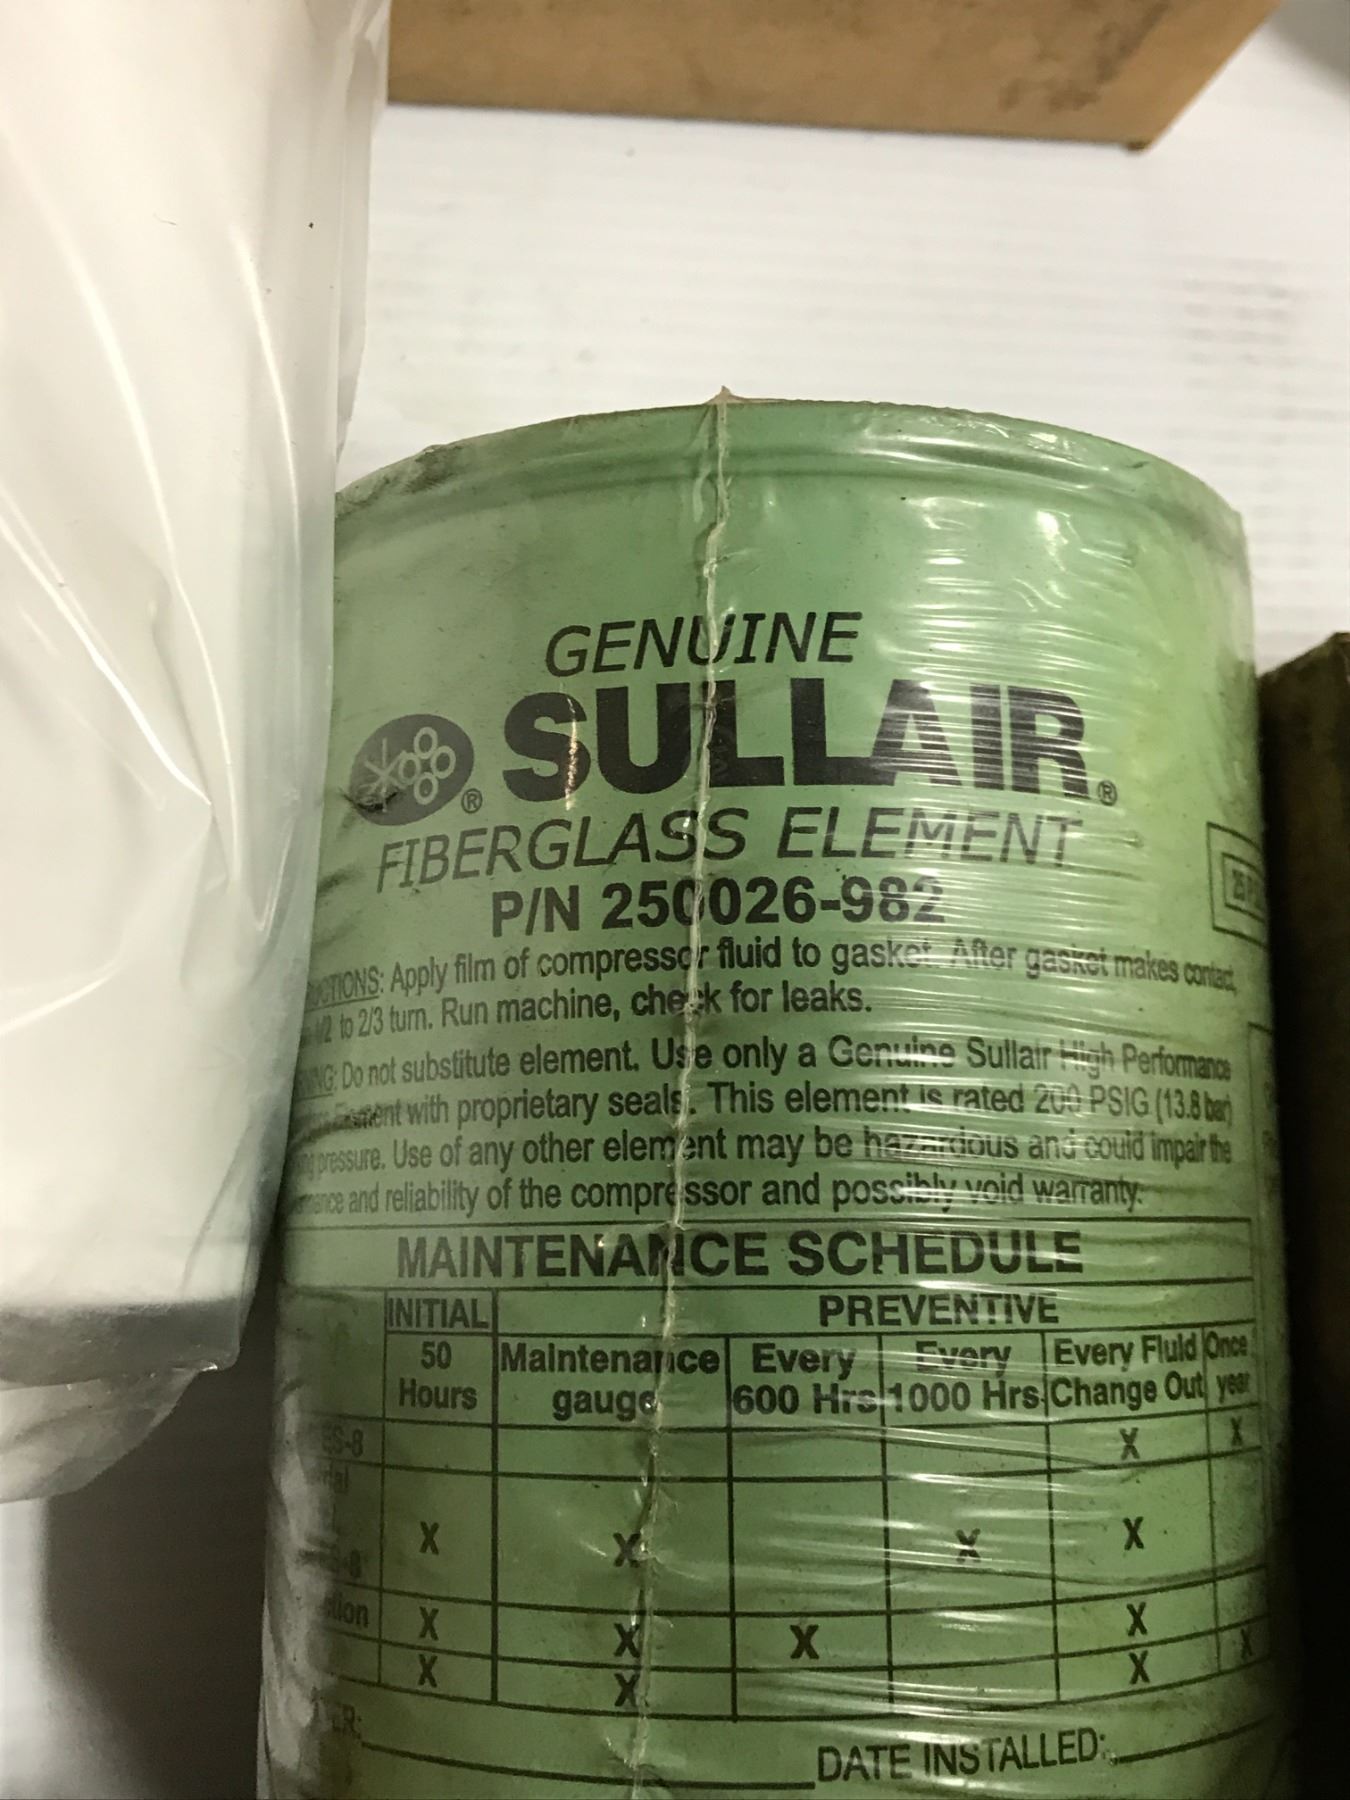 GENUINE
SULLAIR®
®
FIBERGLASS ELEMENT
P/N 250026-982
Apply film of compressor fluid to gasket. After gasket makes contact,
1/2 to 2/3 turn. Run machine, check for leaks.
Do not substitute element. Use only a Genuine Sullair High Performance
with proprietary seals. This element is rated 200 PSIG (13.8 bar)
pressure. Use of any other element may be hazardous and could impair the
and reliability of the compressor and possibly void warranty.
MAINTENANCE SCHEDULE
INITIAL PREVENTIVE
50 Hours Maintenance gauge Every 600 Hrs Every 1000 Hrs Every Fluid Change Out Once year
X X
X X X X
X X X X
X X X X
DATE INSTALLED: